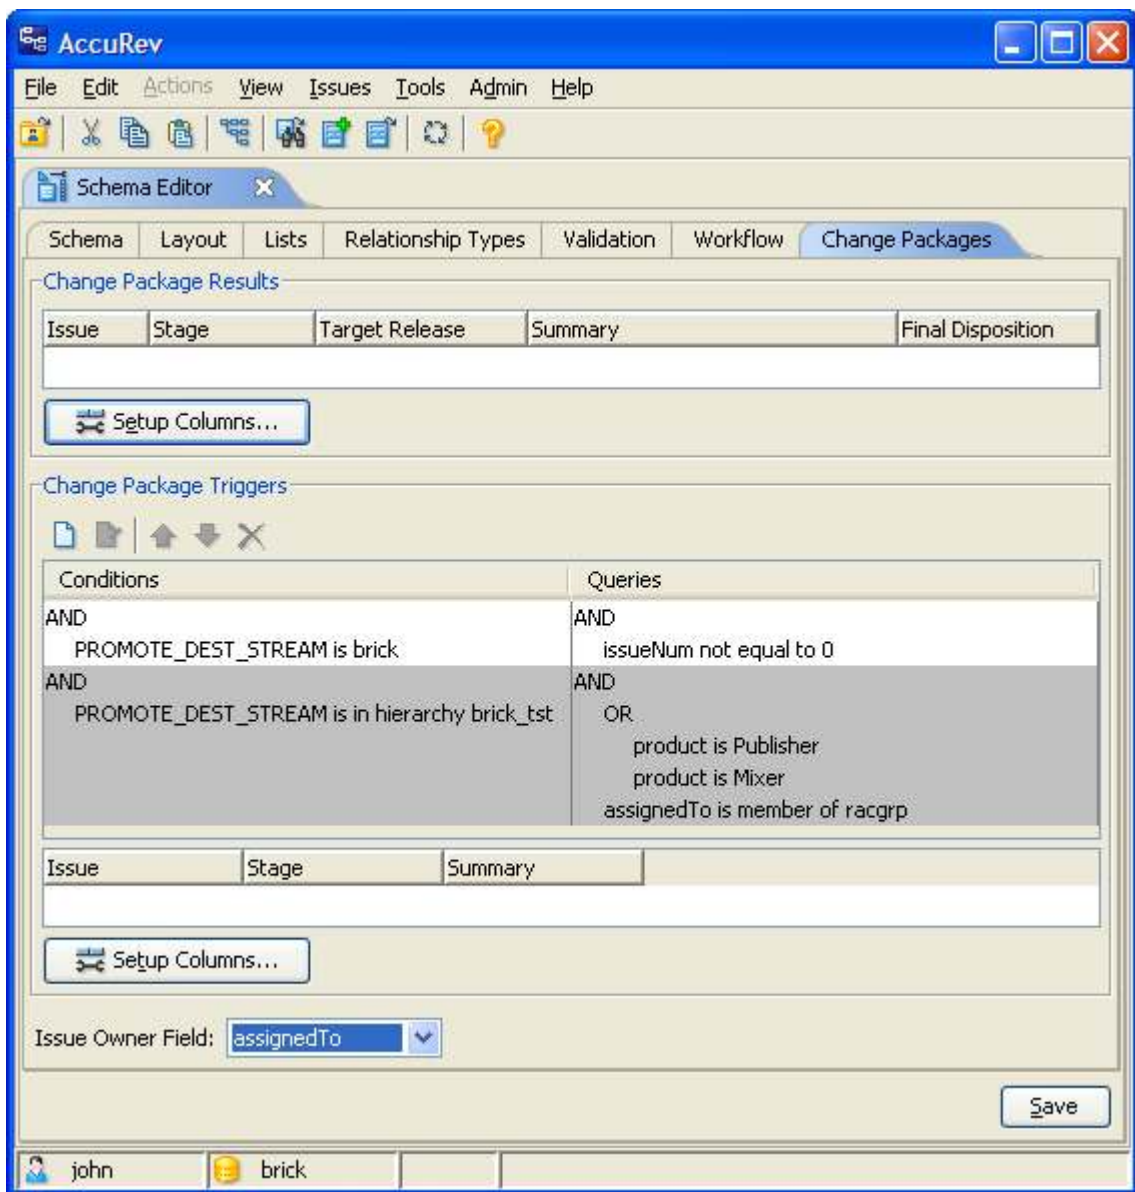 AccuRev
File Edit Actions View Issues Tools Admin Help
Schema Editor
Schema Layout Lists Relationship Types Validation Workflow Change Packages
Change Package Results
Issue Stage Target Release Summary Final Disposition
Setup Columns...
Change Package Triggers
Conditions Queries
AND AND
PROMOTE_DEST_STREAM is brick issueNum not equal to 0
AND AND
PROMOTE_DEST_STREAM is in hierarchy brick_tst OR
product is Publisher
product is Mixer
assignedTo is member of racgrp
Issue Stage Summary
Setup Columns...
Issue Owner Field: assignedTo
Save
john brick